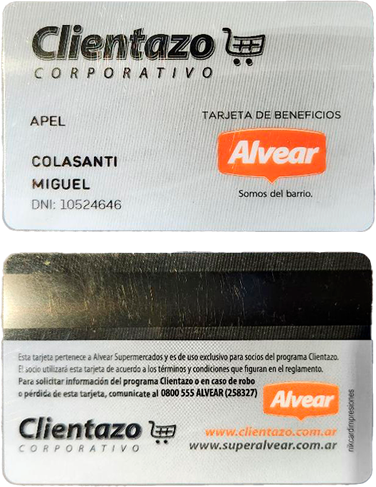 Clientazo
CORPORATIVO
APEL
TARJETA DE BENEFICIOS
Alvear
COLASANTI
MIGUEL
Somos del barrio.
DNI: 10524646
Esta tarjeta pertenece a Alvear Supermercados y es de uso exclusivo para socios del programa Clientazo.
El socio utilizará esta tarjeta de acuerdo a los términos y condiciones que figuran en el reglamento.
Para solicitar información del programa Clientazo o en caso de robo
o pérdida de esta tarjeta, comunicate al 0800 555 ALVEAR (258327)
Alvear
Clientazo
CORPORATIVO
www.clientazo.com.ar
www.superalvear.com.ar